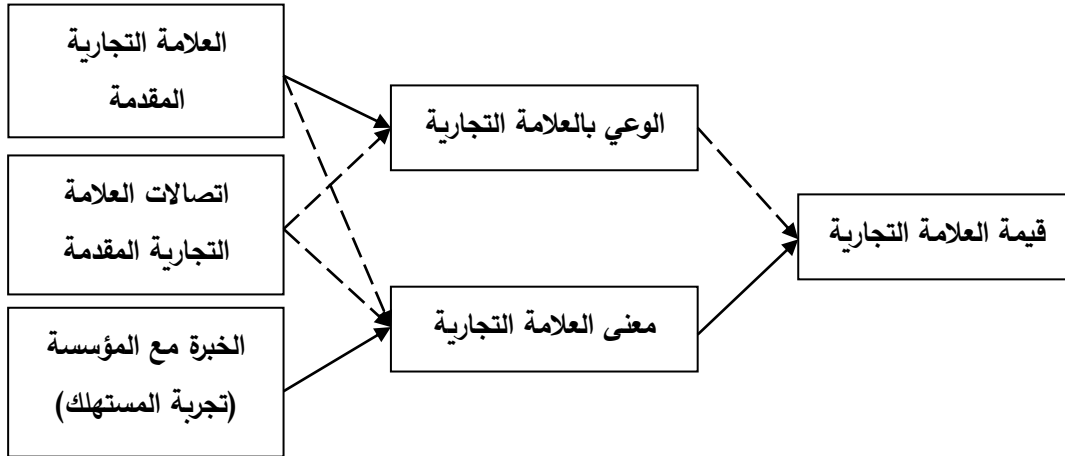 العلامة التجارية
المقدمة
اتصالات العلامة
التجارية المقدمة
الخبرة مع المؤسسة
(تجربة المستهلك)
الوعي بالعلامة التجارية
معنى العلامة التجارية
قيمة العلامة التجارية